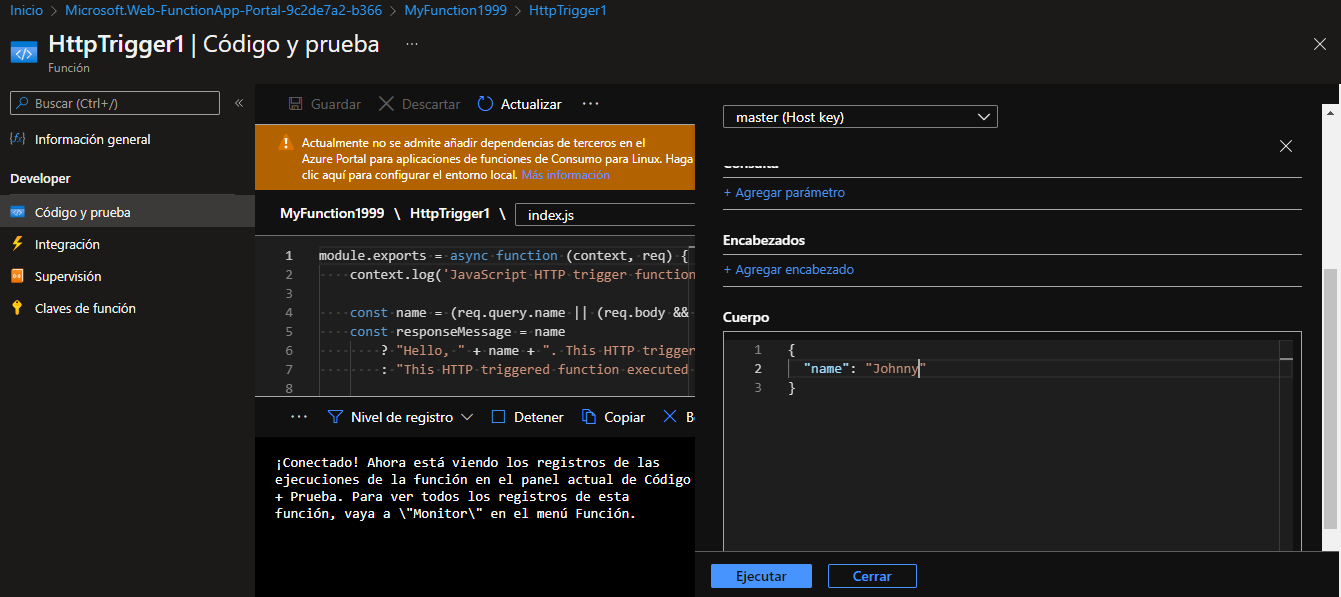 Inicio > Microsoft.Web-FunctionApp-Portal-9c2de7a2-b366 > MyFunction1999 > HttpTrigger1
HttpTrigger1 | Código y prueba ...
Función
Buscar (Ctrl+/)
«
Información general
Developer
Código y prueba
Integración
Supervisión
Claves de función
Guardar
Descartar
Actualizar
...
Actualmente no se admite añadir dependencias de terceros en el
Azure Portal para aplicaciones de funciones de Consumo para Linux. Haga
clic aquí para configurar el entorno local. Más información
MyFunction1999 \ HttpTrigger1 \ index.js
1 module.exports = async function (context, req) {
2 context.log('JavaScript HTTP trigger function
3
4 const name = (req.query.name || (req.body &&
5 const responseMessage = name
6 ? "Hello, " + name + ". This HTTP trigger
7 : "This HTTP triggered function executed
8
... Nivel de registro Detener Copiar
¡Conectado! Ahora está viendo los registros de las
ejecuciones de la función en el panel actual de Código
+ Prueba. Para ver todos los registros de esta
función, vaya a \"Monitor\" en el menú Función.
master (Host key)
Consulta
+ Agregar parámetro
Encabezados
+ Agregar encabezado
Cuerpo
1 {
2 "name": "Johnny"
3 }
Ejecutar
Cerrar